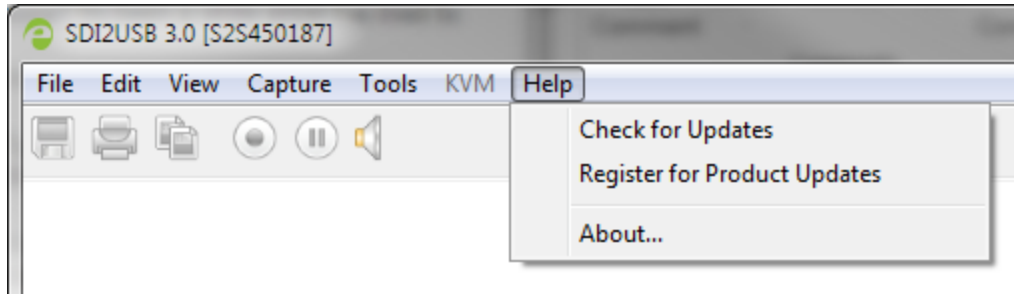 SDI2USB 3.0 [S2S450187]
File Edit View Capture Tools KVM Help
Check for Updates
Register for Product Updates
About...